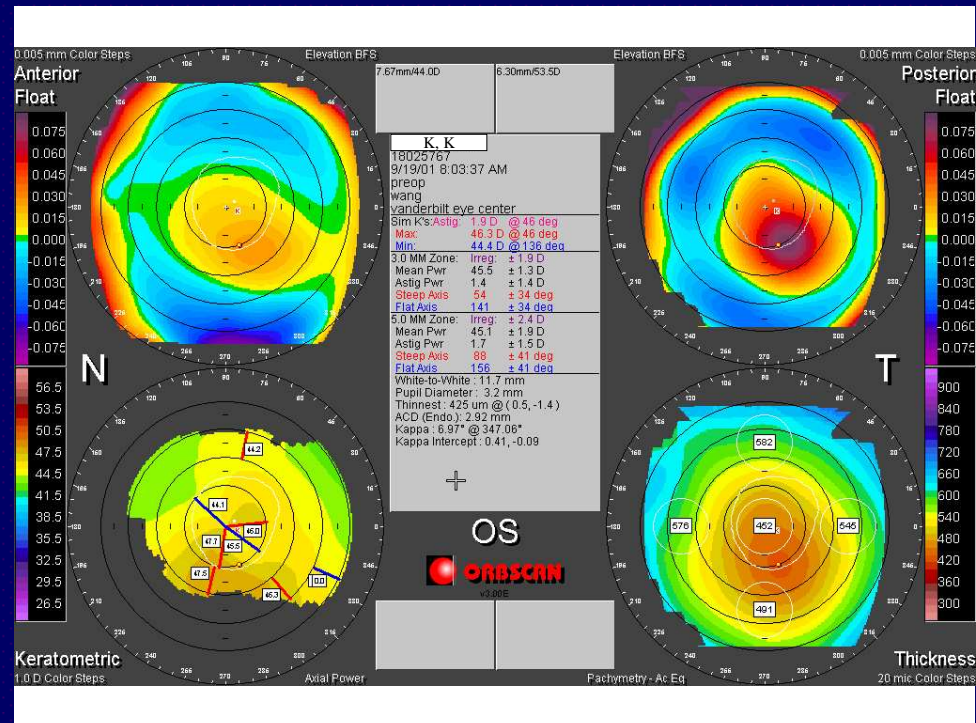 0.005 mm Color Steps
Elevation BFS
Anterior
Float
0.075
0.060
0.045
0.030
0.015
0.000
-0.015
-0.030
-0.045
-0.060
-0.075
N
56.5
53.5
50.5
47.5
44.5
41.5
38.5
35.5
32.5
29.5
26.5
44.2
44.1
46.0
47.7
45.5
47.5
45.3
0.0
Keratometric
1.0 D Color Steps
Axial Power
7.67mm/44.0D
6.30mm/53.5D
K, K
18025767
9/19/01 8:03:37 AM
preop
wang
vanderbilt eye center
Sim K's:Astig: 1.9 D @ 46 deg
Max: 46.3 D @ 46 deg
Min: 44.4 D @ 136 deg
3.0 MM Zone: Irreg: ± 1.9 D
Mean Pwr 45.5 ± 1.3 D
Astig Pwr 1.4 ± 1.4 D
Steep Axis 54 ± 34 deg
Flat Axis 141 ± 34 deg
5.0 MM Zone: Irreg: ± 2.4 D
Mean Pwr 45.1 ± 1.9 D
Astig Pwr 1.7 ± 1.5 D
Steep Axis 88 ± 41 deg
Flat Axis 156 ± 41 deg
White-to-White : 11.7 mm
Pupil Diameter : 3.2 mm
Thinnest : 425 um @ ( 0.5, -1.4 )
ACD (Endo.): 2.92 mm
Kappa : 6.97° @ 347.06°
Kappa Intercept : 0.41, -0.09
OS
ORBSCAN
v3.00E
Elevation BFS
0.005 mm Color Steps
Posterior
Float
0.075
0.060
0.045
0.030
0.015
0.000
-0.015
-0.030
-0.045
-0.060
-0.075
T
900
840
780
720
660
600
540
480
420
360
300
582
576
452
545
491
Thickness
Pachymetry - Ac Eq
20 mic Color Steps